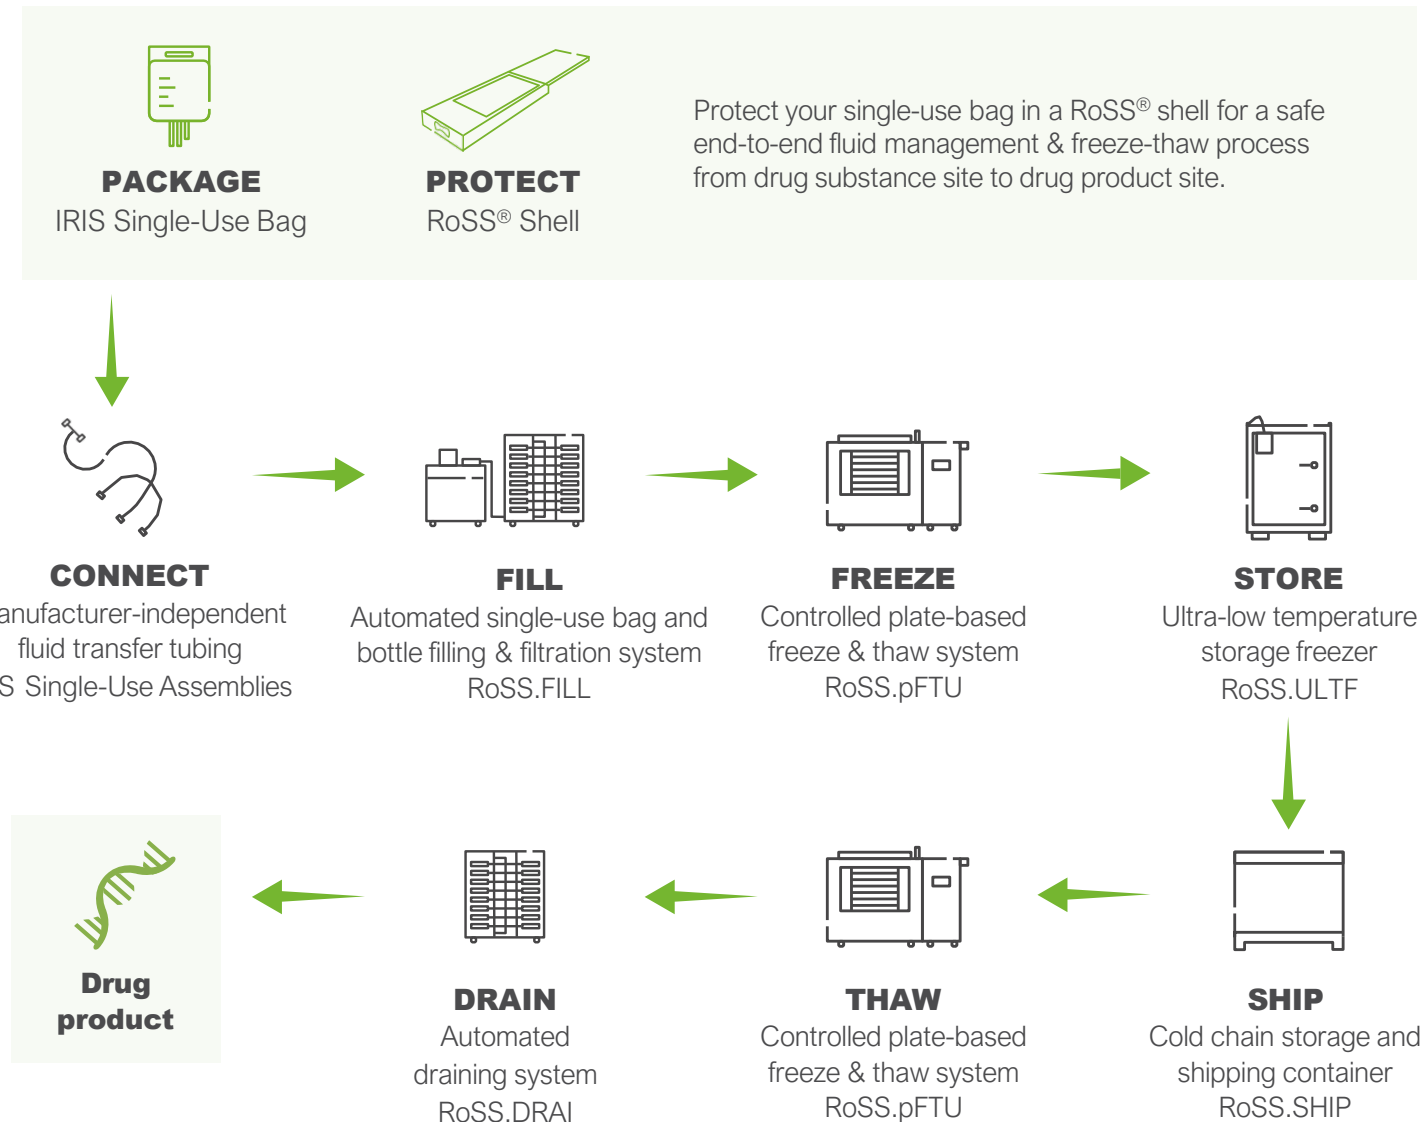 PACKAGE
IRIS Single-Use Bag
PROTECT
RoSS® Shell
Protect your single-use bag in a RoSS® shell for a safe
end-to-end fluid management & freeze-thaw process
from drug substance site to drug product site.
CONNECT
anufacturer-independent
fluid transfer tubing
S Single-Use Assemblies
FILL
Automated single-use bag and
bottle filling & filtration system
RoSS.FILL
FREEZE
Controlled plate-based
freeze & thaw system
RoSS.pFTU
STORE
Ultra-low temperature
storage freezer
RoSS.ULTF
Drug
product
DRAIN
Automated
draining system
RoSS.DRAI
THAW
Controlled plate-based
freeze & thaw system
RoSS.pFTU
SHIP
Cold chain storage and
shipping container
RoSS.SHIP